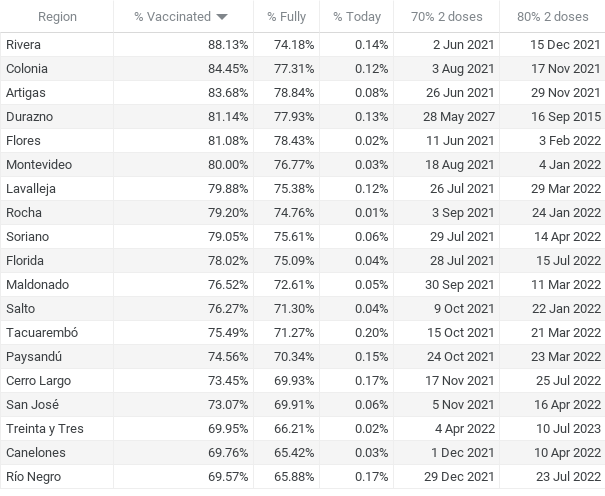 Region % Vaccinated % Fully % Today 70% 2 doses 80% 2 doses
Rivera 88.13% 74.18% 0.14% 2 Jun 2021 15 Dec 2021
Colonia 84.45% 77.31% 0.12% 3 Aug 2021 17 Nov 2021
Artigas 83.68% 78.84% 0.08% 26 Jun 2021 29 Nov 2021
Durazno 81.14% 77.93% 0.13% 28 May 2027 16 Sep 2015
Flores 81.08% 78.43% 0.02% 11 Jun 2021 3 Feb 2022
Montevideo 80.00% 76.77% 0.03% 18 Aug 2021 4 Jan 2022
Lavalleja 79.88% 75.38% 0.12% 26 Jul 2021 29 Mar 2022
Rocha 79.20% 74.76% 0.01% 3 Sep 2021 24 Jan 2022
Soriano 79.05% 75.61% 0.06% 29 Jul 2021 14 Apr 2022
Florida 78.02% 75.09% 0.04% 28 Jul 2021 15 Jul 2022
Maldonado 76.52% 72.61% 0.05% 30 Sep 2021 11 Mar 2022
Salto 76.27% 71.30% 0.04% 9 Oct 2021 22 Jan 2022
Tacuarembó 75.49% 71.27% 0.20% 15 Oct 2021 21 Mar 2022
Paysandú 74.56% 70.34% 0.15% 24 Oct 2021 23 Mar 2022
Cerro Largo 73.45% 69.93% 0.17% 17 Nov 2021 25 Jul 2022
San José 73.07% 69.91% 0.06% 5 Nov 2021 16 Apr 2022
Treinta y Tres 69.95% 66.21% 0.02% 4 Apr 2022 10 Jul 2023
Canelones 69.76% 65.42% 0.03% 1 Dec 2021 10 Apr 2022
Río Negro 69.57% 65.88% 0.17% 29 Dec 2021 23 Jul 2022